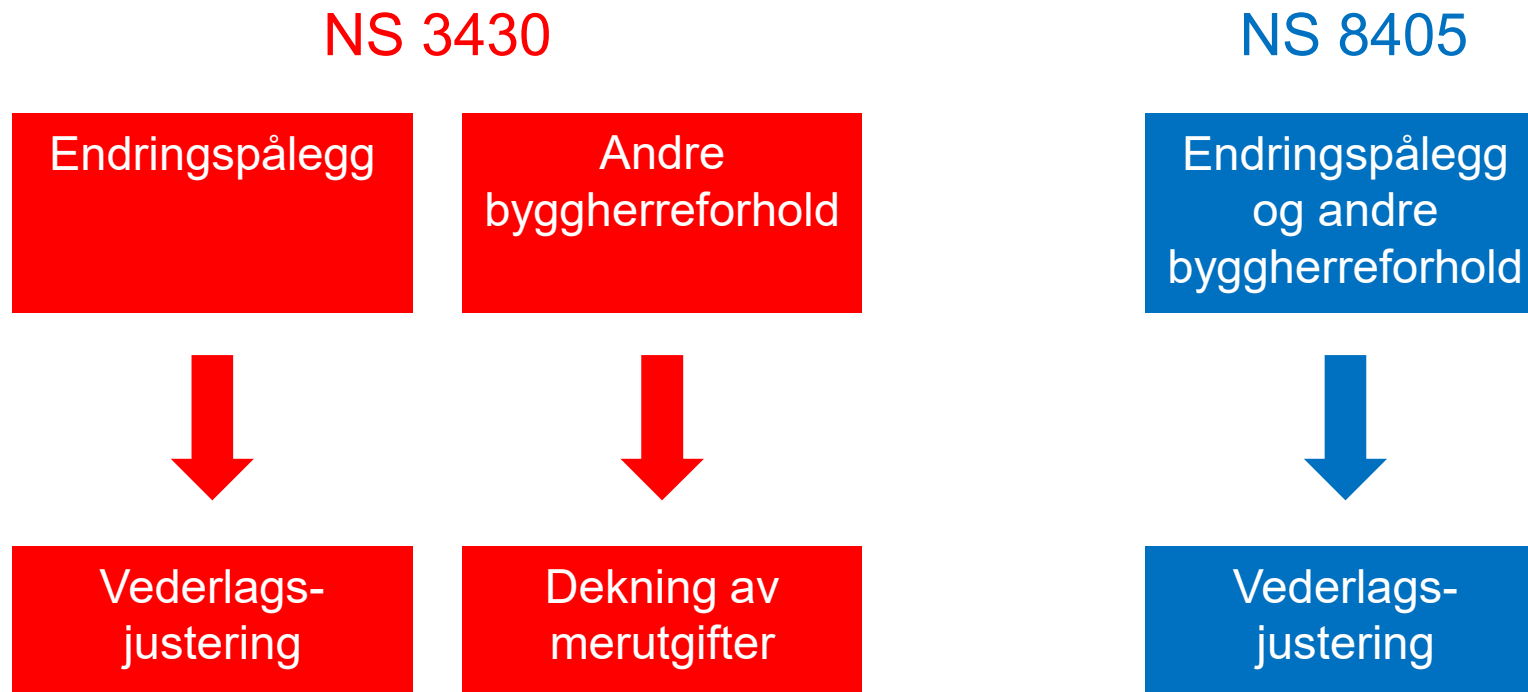 NS 3430
NS 8405
Endringspålegg
Andre
byggherreforhold
Endringspålegg
og andre
byggherreforhold
Vederlags-
justering
Dekning av
merutgifter
Vederlags-
justering